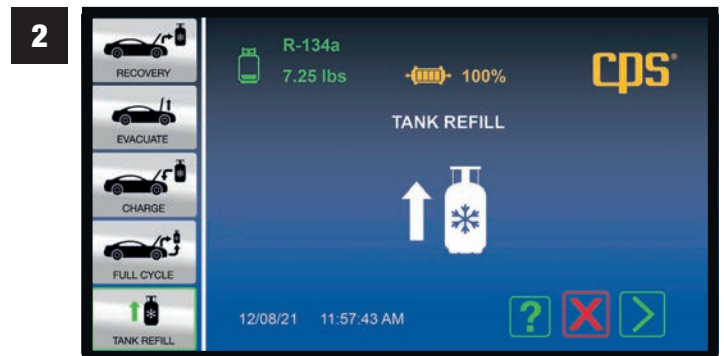 2
RECOVERY
EVACUATE
CHARGE
FULL CYCLE
TANK REFILL
R-134a
7.25 lbs
100%
cps®
TANK REFILL
12/08/21 11:57:43 AM
?
X
>